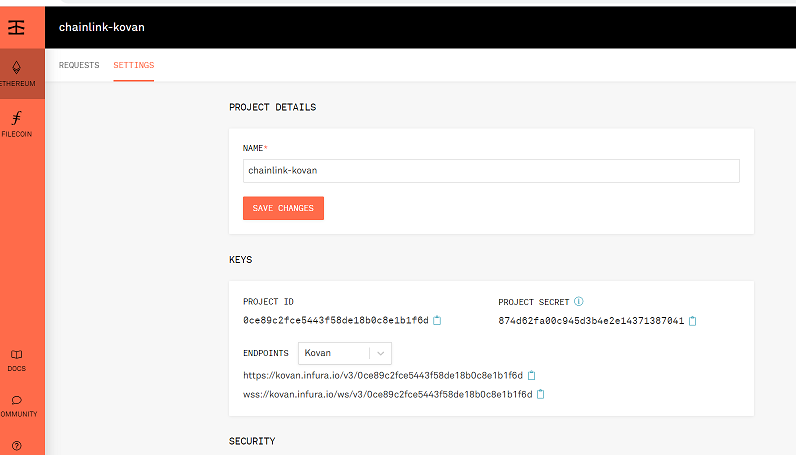 chainlink-kovan
REQUESTS SETTINGS
ETHEREUM
FILECOIN
PROJECT DETAILS
NAME*
chainlink-kovan
SAVE CHANGES
KEYS
PROJECT ID
0ce89c2fce5443f58de18b0c8e1b1f6d
PROJECT SECRET
874d62fa00c945d3b4e2e14371387041
ENDPOINTS Kovan
https://kovan.infura.io/v3/0ce89c2fce5443f58de18b0c8e1b1f6d
wss://kovan.infura.io/ws/v3/0ce89c2fce5443f58de18b0c8e1b1f6d
DOCS
OMMUNITY
SECURITY